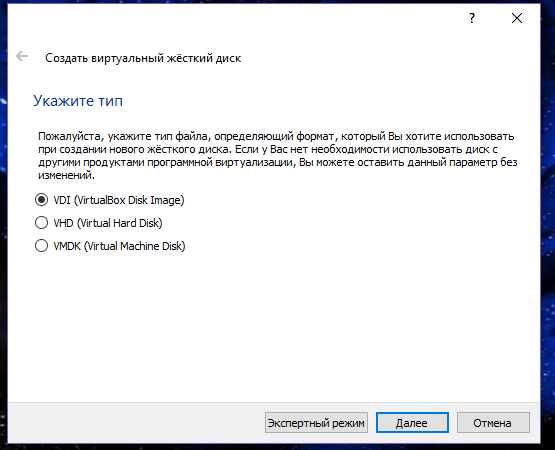 ?
Создать виртуальный жёсткий диск
Укажите тип
Пожалуйста, укажите тип файла, определяющий формат, который Вы хотите использовать
при создании нового жёсткого диска. Если у Вас нет необходимости использовать диск с
другими продуктами программной виртуализации, Вы можете оставить данный параметр без
изменений.
VDI (VirtualBox Disk Image)
VHD (Virtual Hard Disk)
VMDK (Virtual Machine Disk)
Экспертный режим Далее Отмена